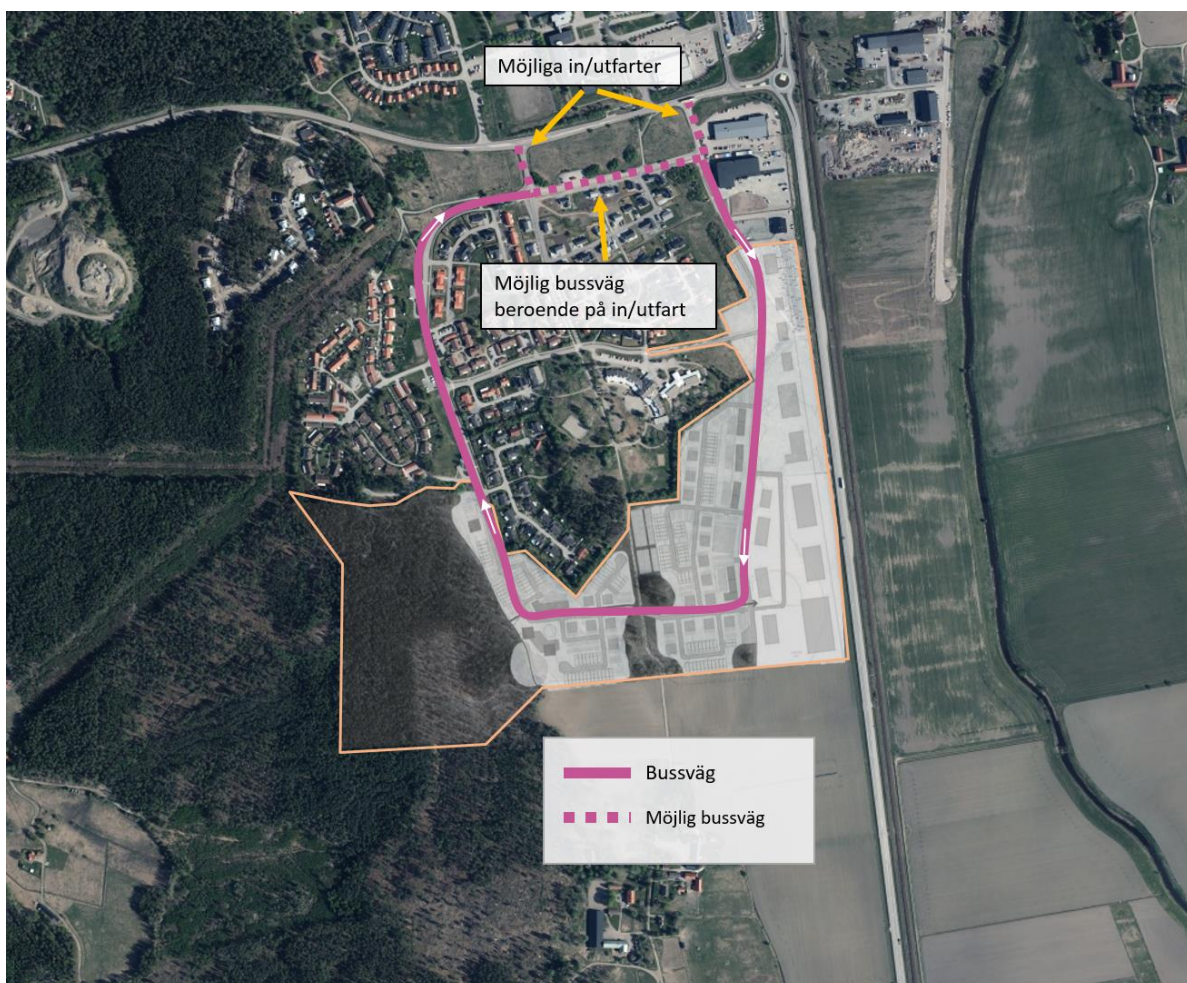 Möjliga in/utfarter
Möjlig bussväg
beroende på in/utfart
Bussväg
Möjlig bussväg